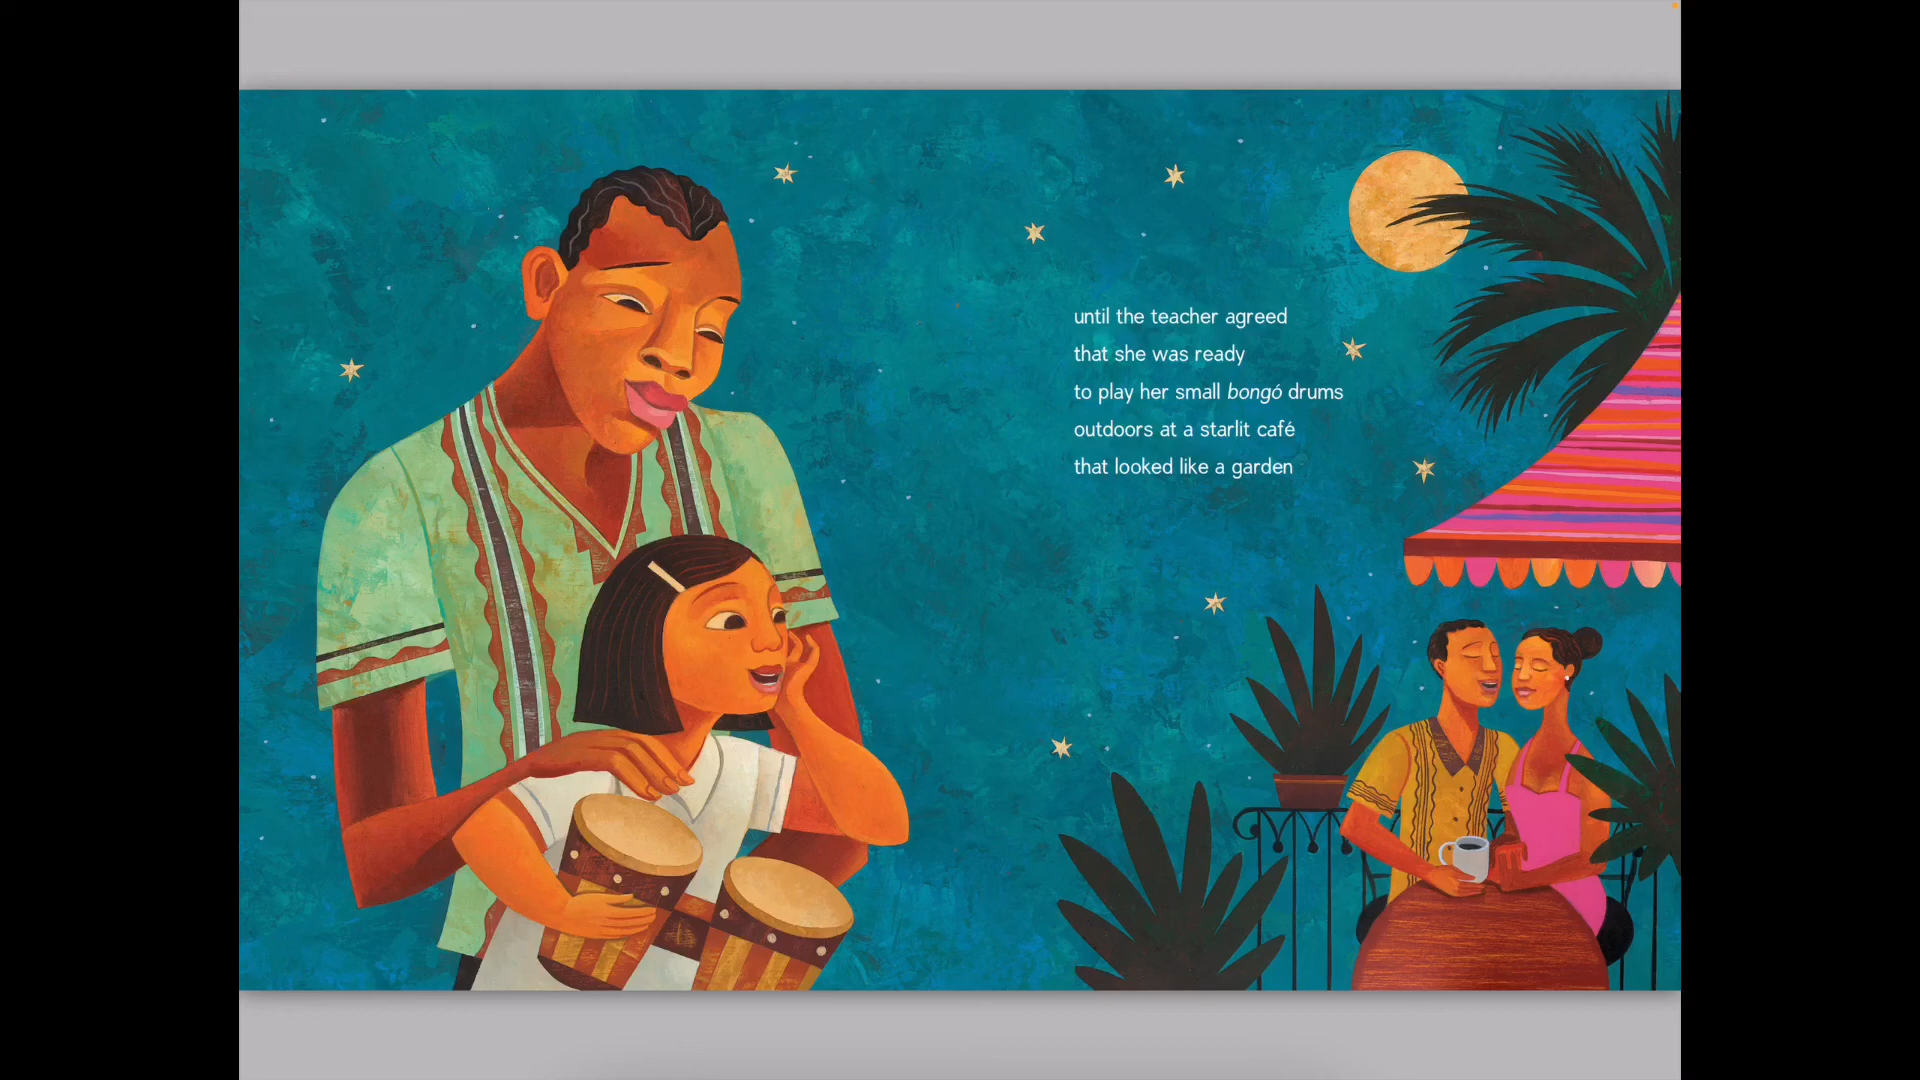 until the teacher agreed
that she was ready
to play her small bongó drums
outdoors at a starlit café
that looked like a garden